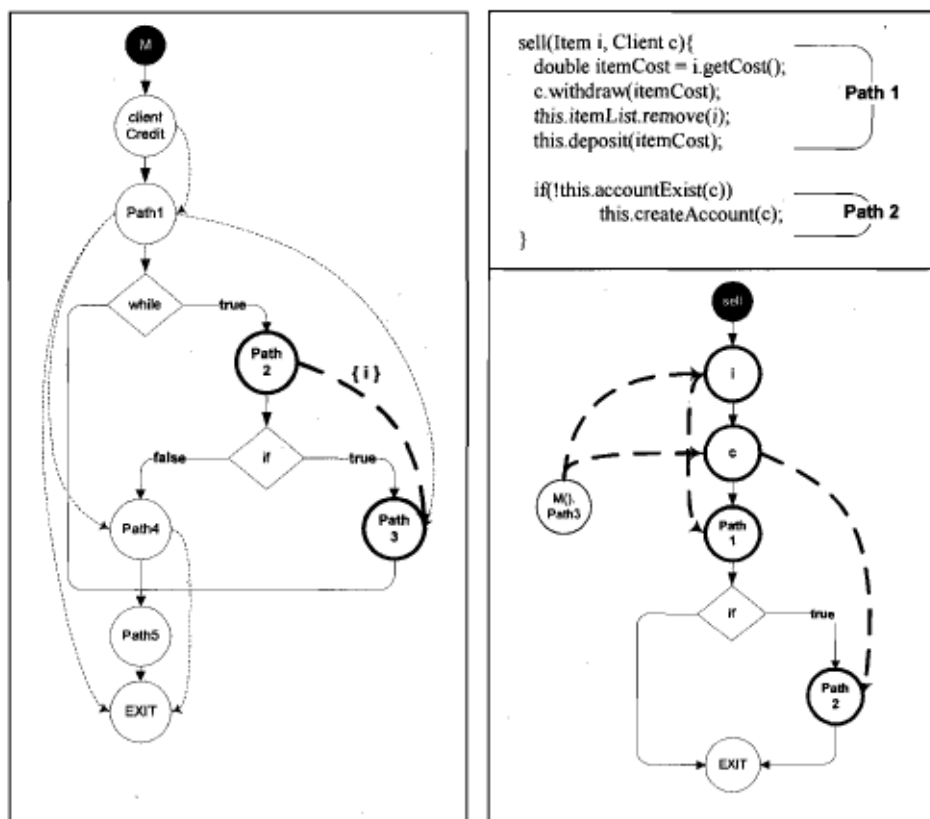 M
client
Credit
Path1
while
true
Path
2
{ i }
if
false
true
Path4
Path
3
Path5
EXIT
sell(Item i, Client c){
double itemCost = i.getCost();
c.withdraw(itemCost);
this.itemList.remove(i);
this.deposit(itemCost);
Path 1
if(!this.accountExist(c))
this.createAccount(c);
Path 2
}
sell
i
c
M().
Path3
Path
1
if
true
Path
2
EXIT